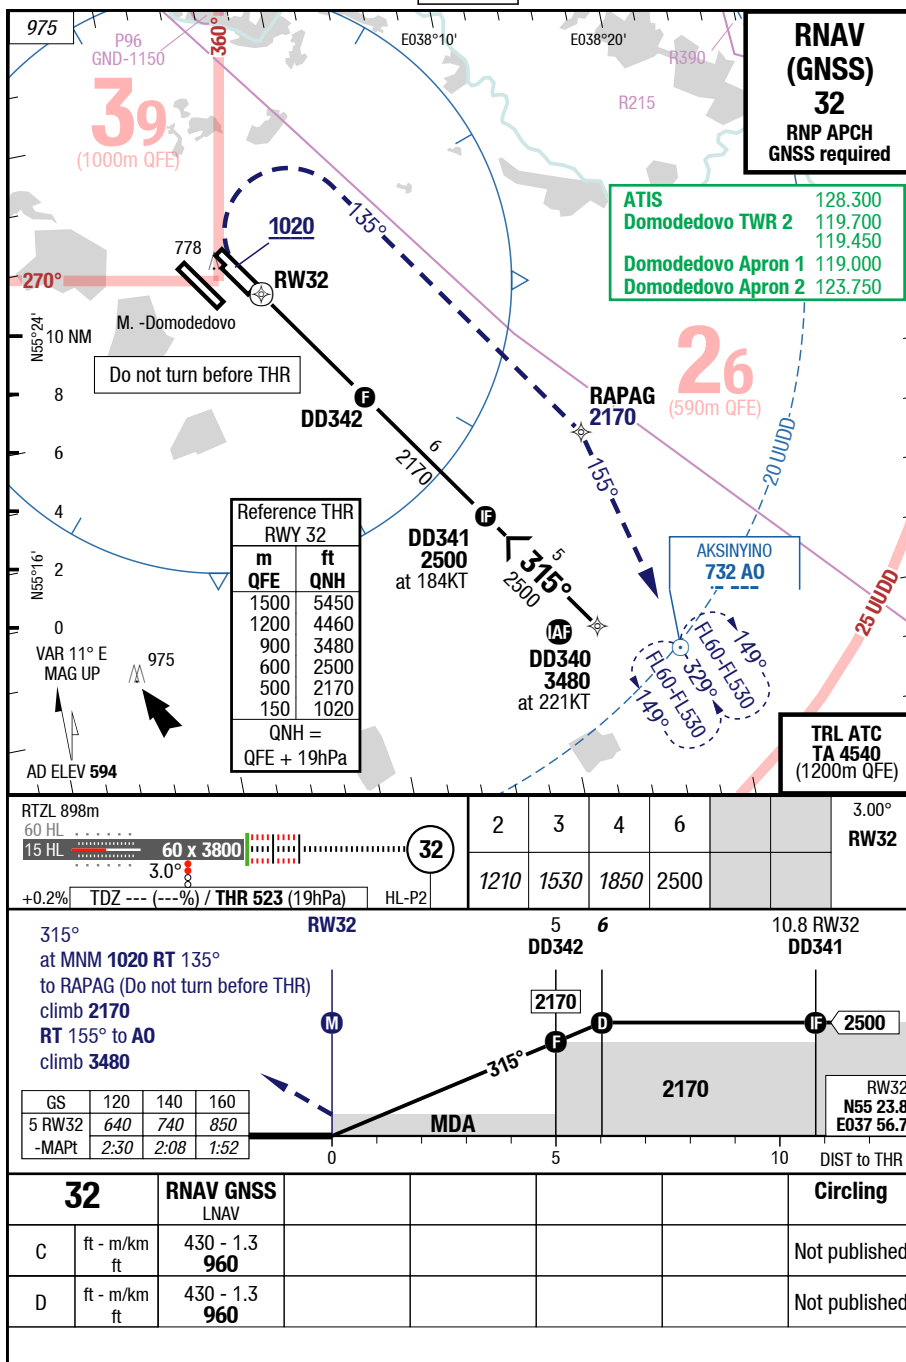 975
P96
GND-1150
360°
E038°10'
E038°20'
R390
R215
RNAV
(GNSS)
32
RNP APCH
GNSS required
39
(1000m QFE)
ATIS 128.300
Domodedovo TWR 2 119.700
119.450
Domodedovo Apron 1 119.000
Domodedovo Apron 2 123.750
135°
1020
778
270°
RW32
M. -Domodedovo
N55°24'
10 NM
Do not turn before THR
26
(590m QFE)
RAPAG
2170
8
F
DD342
20 UUDD
6
6
2170
155°
4
IF
DD341
2500
at 184KT
5
315°
2500
Reference THR
RWY 32
m ft
QFE QNH
1500 5450
1200 4460
900 3480
600 2500
500 2170
150 1020
QNH =
QFE + 19hPa
AKSINYINO
732 AO
N55°16'
2
25 UUDD
0
IAF
DD340
3480
at 221KT
149°
FL60-FL530
329°
FL60-FL530
149°
VAR 11° E
MAG UP
975
AD ELEV 594
TRL ATC
TA 4540
(1200m QFE)
RTZL 898m
60 HL
15 HL
60 x 3800
3.0°
32
+0.2%
TDZ --- (---%) / THR 523 (19hPa)
HL-P2
2 3 4 6
1210 1530 1850 2500
3.00°
RW32
RW32
5
DD342
6
10.8 RW32
DD341
315°
at MNM 1020 RT 135°
to RAPAG (Do not turn before THR)
climb 2170
RT 155° to AO
climb 3480
M
2170
F
D
IF
2500
315°
2170
MDA
RW32
N55 23.8
E037 56.7
GS 120 140 160
5 RW32 640 740 850
-MAPt 2:30 2:08 1:52
0 5 10 DIST to THR
32
RNAV GNSS
LNAV
Circling
C
ft - m/km
ft
430 - 1.3
960
Not published
D
ft - m/km
ft
430 - 1.3
960
Not published